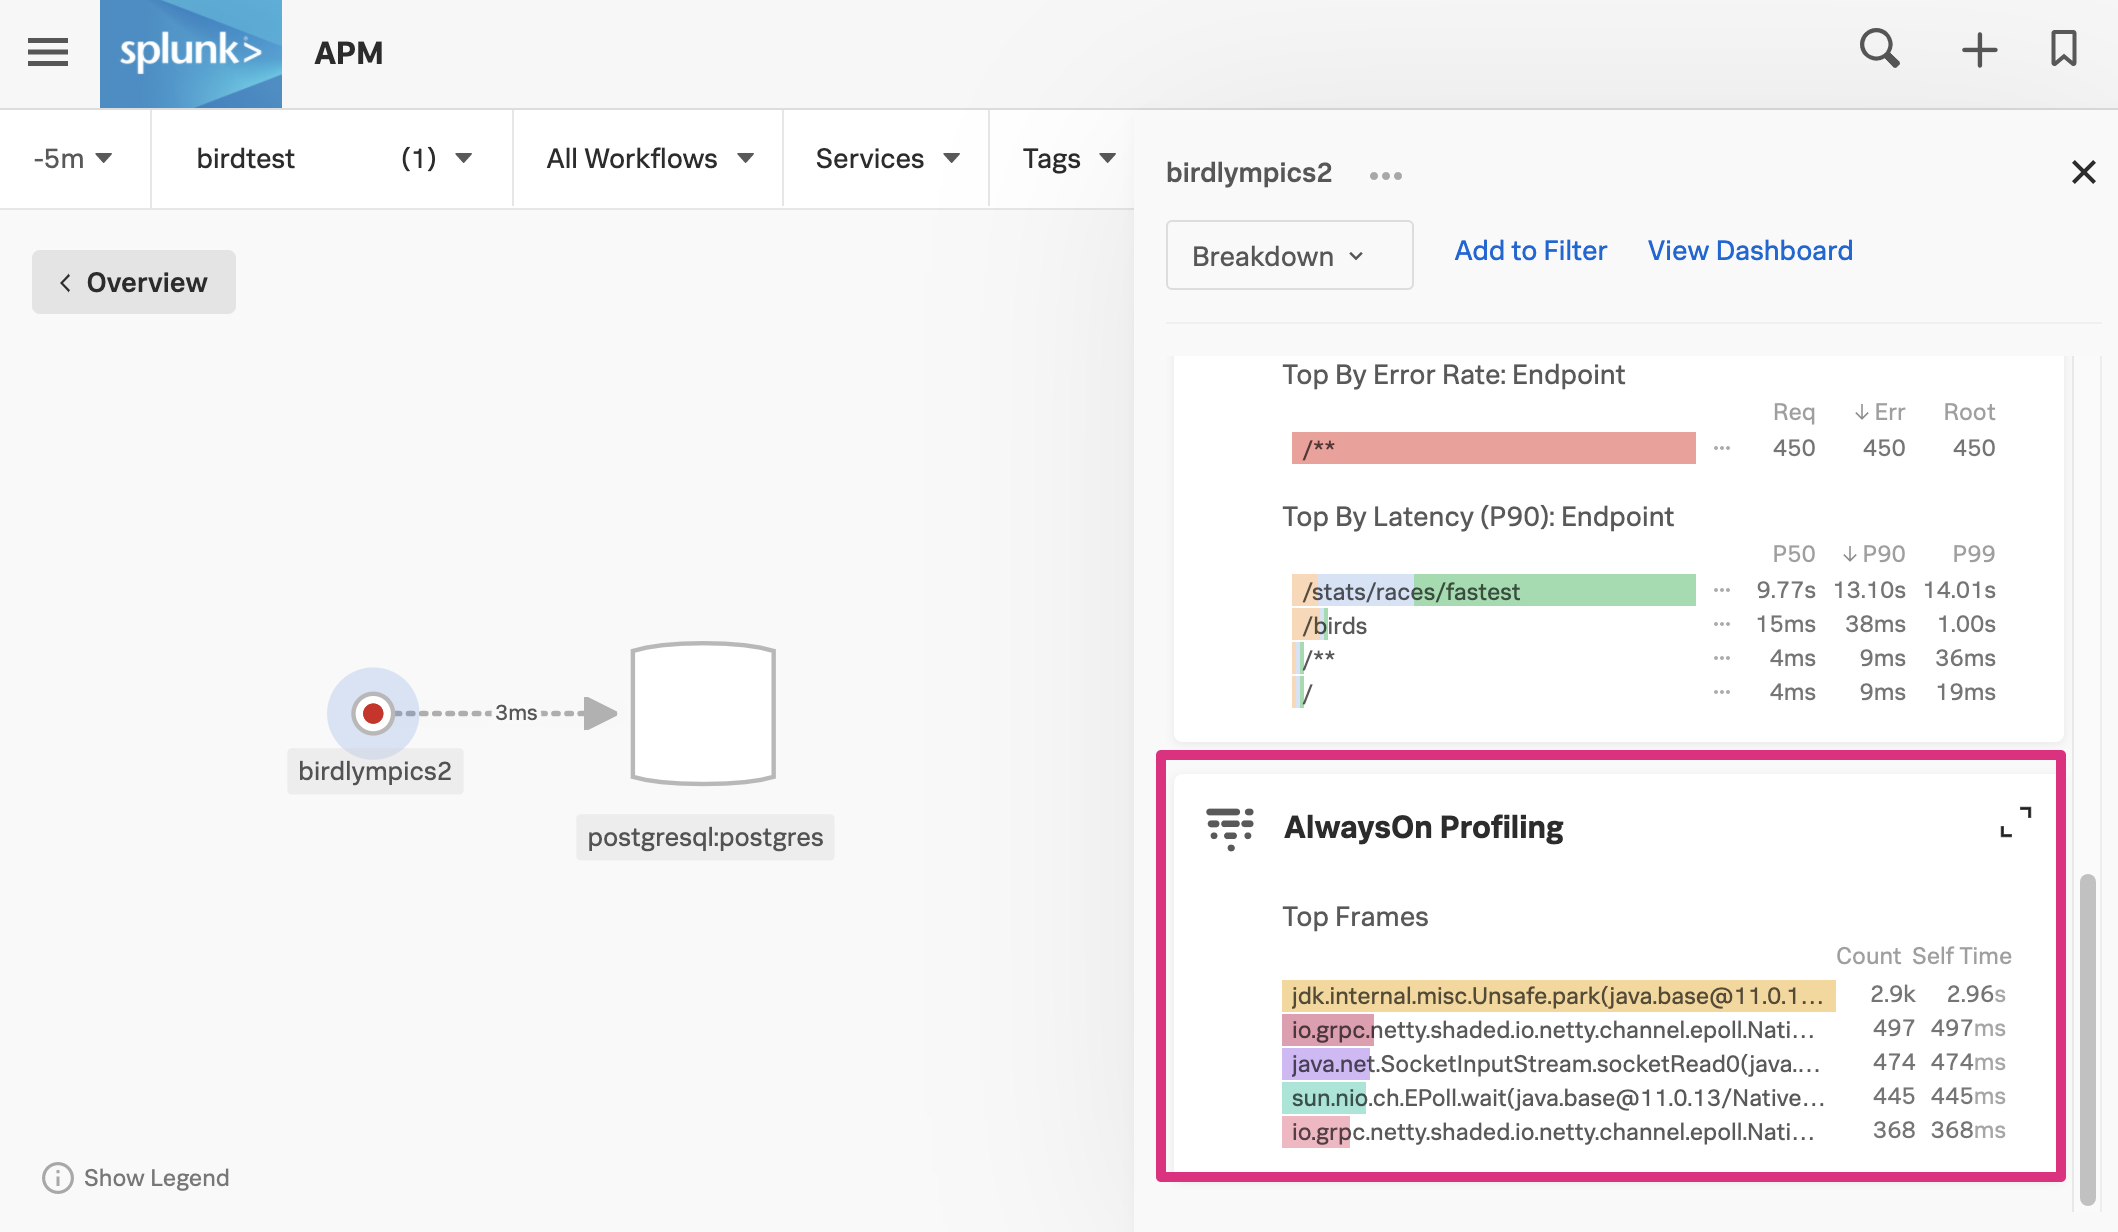 splunk> APM
-5m birdtest (1) All Workflows Services Tags
Overview
birdlympics2
3ms
postgresql:postgres
Show Legend
birdlympics2
Breakdown Add to Filter View Dashboard
Top By Error Rate: Endpoint
Req ↓ Err Root
/** ... 450 450 450
Top By Latency (P90): Endpoint
P50 ↓ P90 P99
/stats/races/fastest ... 9.77s 13.10s 14.01s
/birds ... 15ms 38ms 1.00s
/** ... 4ms 9ms 36ms
/ ... 4ms 9ms 19ms
AlwaysOn Profiling
Top Frames
Count Self Time
jdk.internal.misc.Unsafe.park(java.base@11.0.1... 2.9k 2.96s
io.grpc.netty.shaded.io.netty.channel.epoll.Nati... 497 497ms
java.net.SocketInputStream.socketRead0(java.... 474 474ms
sun.nio.ch.EPoll.wait(java.base@11.0.13/Native... 445 445ms
io.grpc.netty.shaded.io.netty.channel.epoll.Nati... 368 368ms